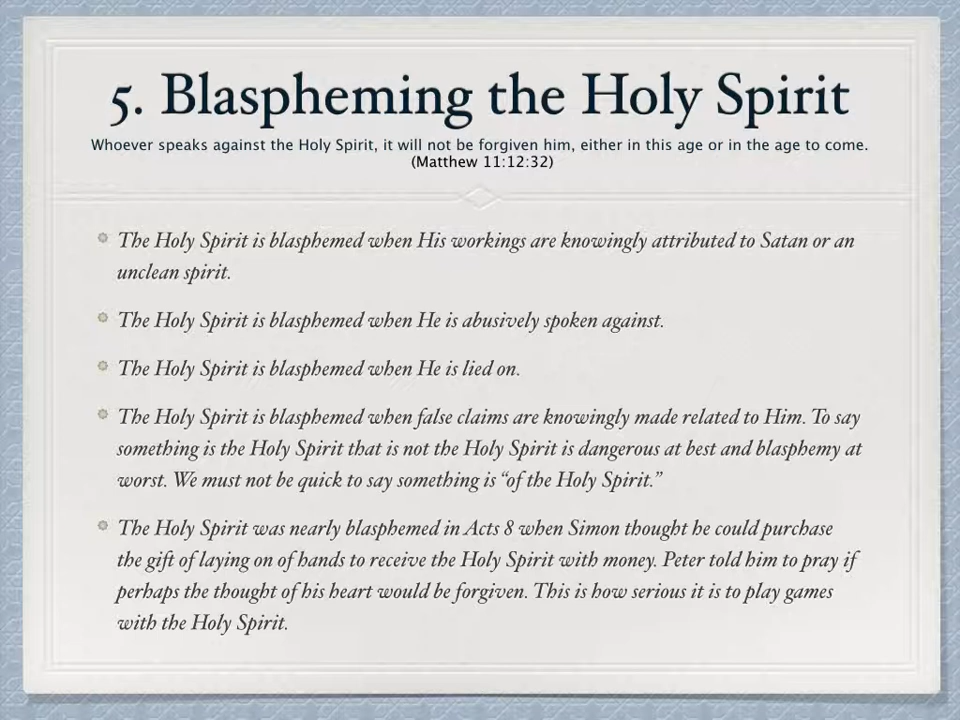 5. Blaspheming the Holy Spirit
Whoever speaks against the Holy Spirit, it will not be forgiven him, either in this age or in the age to come.
(Matthew 11:12:32)
The Holy Spirit is blasphemed when His workings are knowingly attributed to Satan or an
unclean spirit.
The Holy Spirit is blasphemed when He is abusively spoken against.
The Holy Spirit is blasphemed when He is lied on.
The Holy Spirit is blasphemed when false claims are knowingly made related to Him. To say
something is the Holy Spirit that is not the Holy Spirit is dangerous at best and blasphemy at
worst. We must not be quick to say something is “of the Holy Spirit.”
The Holy Spirit was nearly blasphemed in Acts 8 when Simon thought he could purchase
the gift of laying on of hands to receive the Holy Spirit with money. Peter told him to pray if
perhaps the thought of his heart would be forgiven. This is how serious it is to play games
with the Holy Spirit.